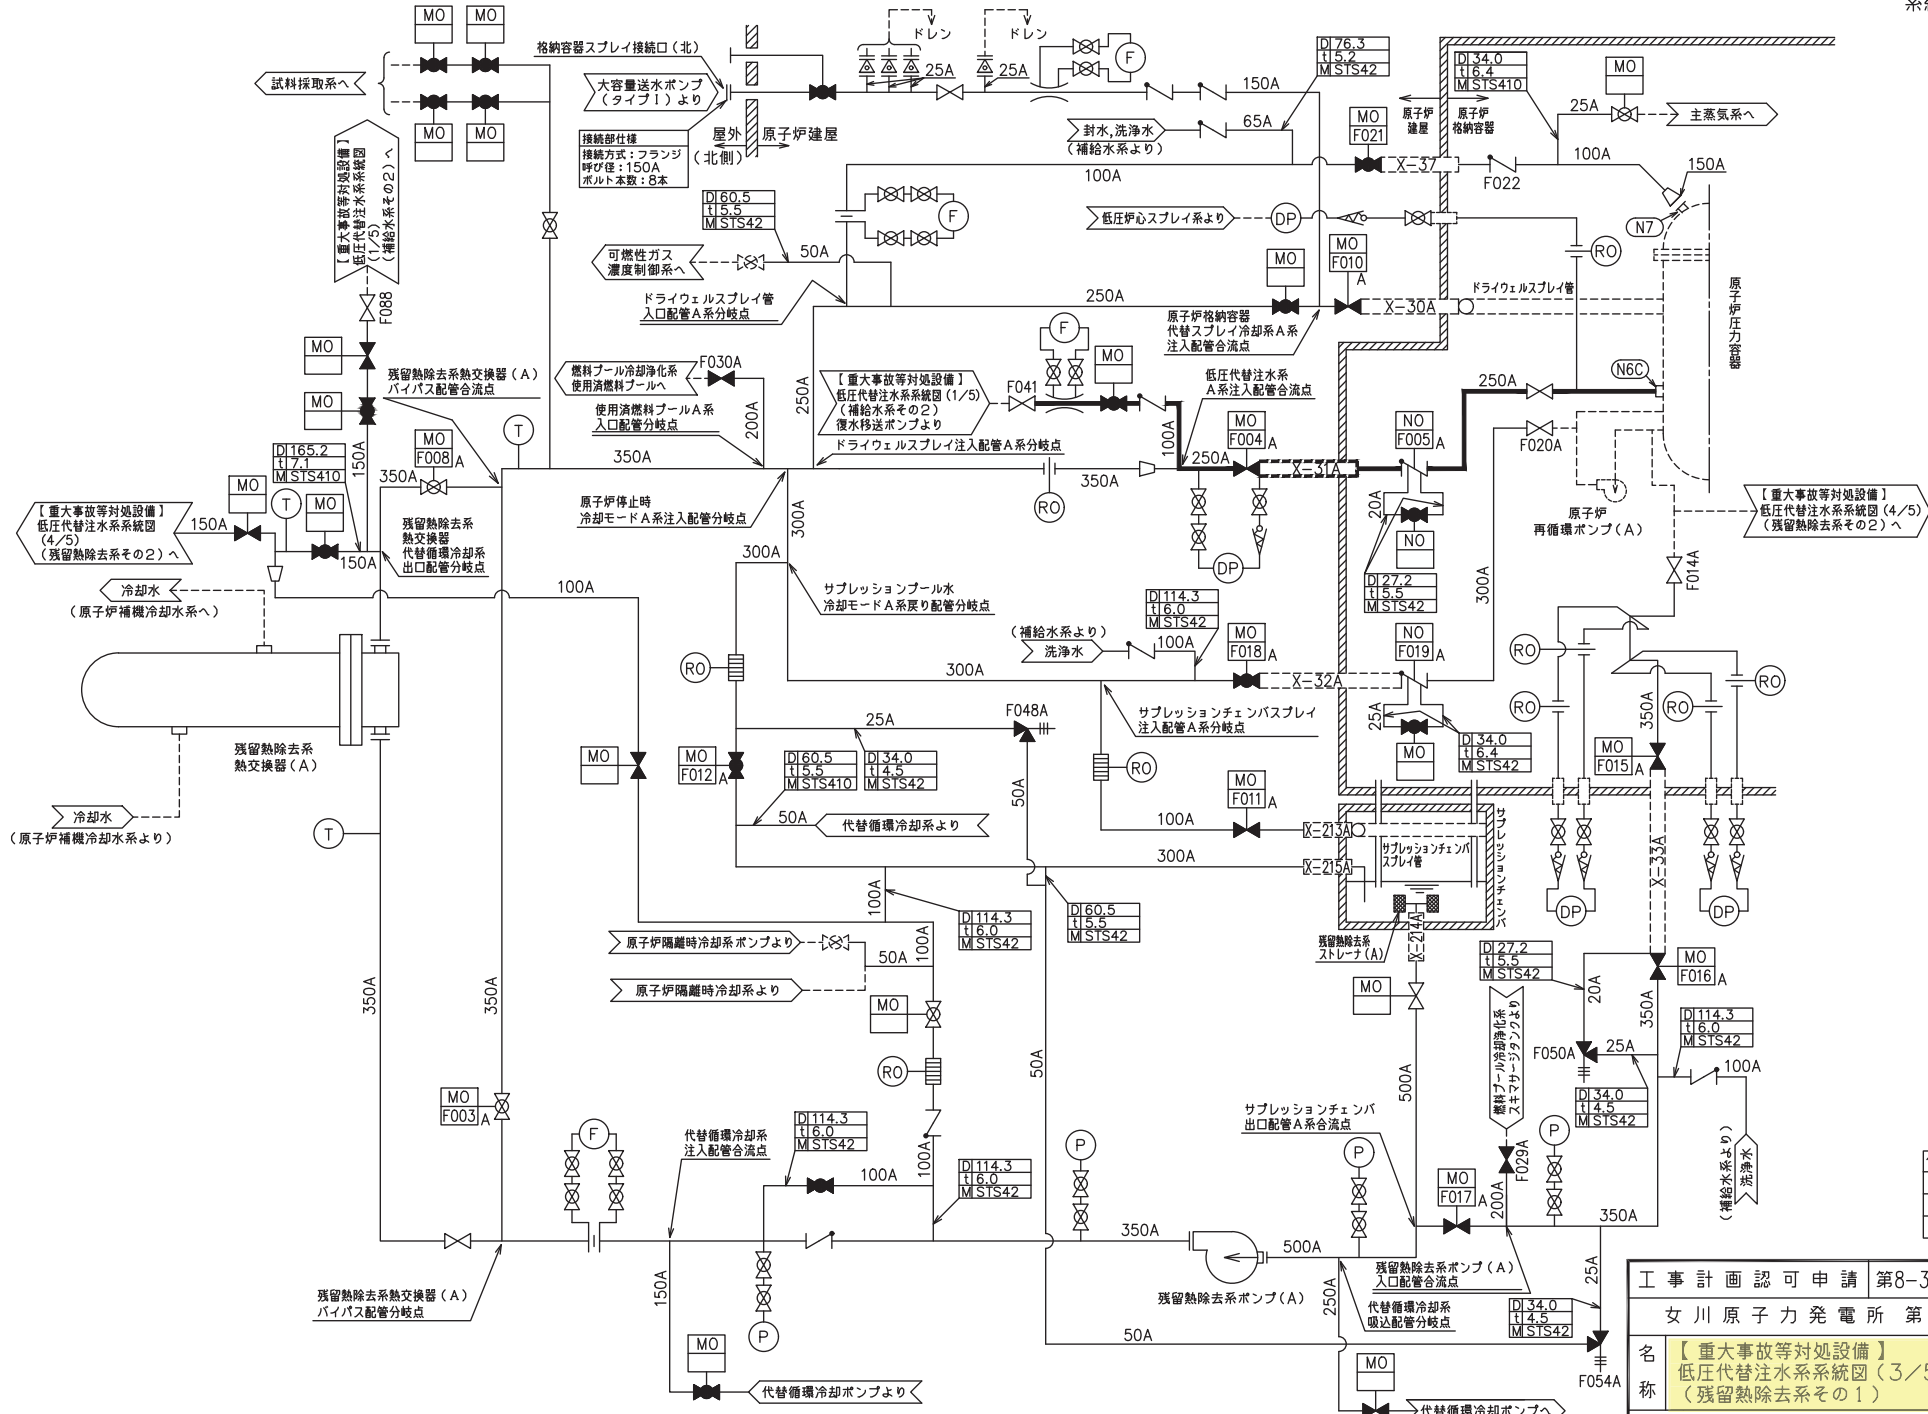 MO
MO
試料採取系へ
MO
MO
格納容器スプレイ接続口(北)
大容量送水ポンプ
(タイプⅠ)より
接続部仕様
接続方式:フランジ
呼び径:150A
ボルト本数:8本
屋外
(北側)
原子炉建屋
ドレン
ドレン
25A
25A
F
150A
D 76.3
t 5.2
M STS42
65A
封水,洗浄水
(補給水系より)
MO
F021
原子炉
建屋
原子炉
格納容器
D 34.0
t 6.4
M STS410
MO
25A
主蒸気系へ
X-37
F022
100A
150A
N7
100A
【重大事故等対処設備】
低圧代替注水系系統図
(1/5)
(補給水系その2)へ
F088
D 60.5
t 5.5
M STS42
F
可燃性ガス
濃度制御系へ
50A
低圧炉心スプレイ系より
DP
RO
MO
MO
F010
A
250A
X-30A
ドライウェルスプレイ管
原子炉圧力容器
ドライウェルスプレイ管
入口配管A系分岐点
原子炉格納容器
代替スプレイ冷却系A系
注入配管合流点
MO
MO
残留熱除去系熱交換器(A)
バイパス配管合流点
F030A
燃料プール冷却浄化系
使用済燃料プールへ
使用済燃料プールA系
入口配管分岐点
200A
250A
【重大事故等対処設備】
低圧代替注水系系統図(1/5)
(補給水系その2)
復水移送ポンプより
F041
F
MO
低圧代替注水系
A系注入配管合流点
N6C
250A
F020A
ドライウェルスプレイ注入配管A系分岐点
100A
250A
MO
F004
A
X-31A
NO
F005
A
T
350A
RO
350A
D 165.2
t 7.1
M STS410
150A
MO
F008
A
350A
MO
T
MO
150A
150A
【重大事故等対処設備】
低圧代替注水系系統図
(4/5)
(残留熱除去系その2)へ
残留熱除去系
熱交換器
代替循環冷却系
出口配管分岐点
原子炉停止時
冷却モードA系注入配管分岐点
300A
300A
サプレッションプール水
冷却モードA系戻り配管分岐点
DP
20A
NO
D 27.2
t 5.5
M STS42
300A
原子炉
再循環ポンプ(A)
F014A
【重大事故等対処設備】
低圧代替注水系系統図(4/5)
(残留熱除去系その2)へ
冷却水
(原子炉補機冷却水系へ)
100A
D 114.3
t 6.0
M STS42
(補給水系より)
洗浄水
100A
MO
F018
A
NO
F019
A
300A
X-32A
RO
RO
RO
RO
RO
350A
残留熱除去系
熱交換器(A)
冷却水
(原子炉補機冷却水系より)
T
MO
MO
F012
A
25A
F048A
D 60.5
t 5.5
M STS410
D 34.0
t 4.5
M STS42
50A
50A
代替循環冷却系より
サプレッションチェンバスプレイ
注入配管A系分岐点
RO
MO
F011
A
100A
X-213A
25A
MO
D 34.0
t 6.4
M STS42
MO
F015
A
サプレッションチェンバ
スプレイ管
サプレッションチェンバ
300A
X-215A
X-33A
DP
DP
100A
D 114.3
t 6.0
M STS42
D 60.5
t 5.5
M STS42
X-214A
残留熱除去系
ストレーナ(A)
原子炉隔離時冷却系ポンプより
50A
100A
原子炉隔離時冷却系より
MO
RO
350A
350A
50A
MO
500A
D 27.2
t 5.5
M STS42
MO
F016
A
20A
350A
燃料プール冷却浄化系
スキマサージタンクより
F050A
25A
D 114.3
t 6.0
M STS42
100A
D 34.0
t 4.5
M STS42
(補給水系より)
洗浄水
MO
F003
A
F
代替循環冷却系
注入配管合流点
D 114.3
t 6.0
M STS42
100A
100A
D 114.3
t 6.0
M STS42
P
サプレッションチェンバ
出口配管A系合流点
P
MO
F017
A
F029A
200A
P
350A
350A
500A
残留熱除去系ポンプ(A)
残留熱除去系ポンプ(A)
入口配管合流点
代替循環冷却系
吸込配管分岐点
250A
25A
D 34.0
t 4.5
M STS42
残留熱除去系熱交換器(A)
バイパス配管分岐点
150A
P
MO
代替循環冷却ポンプより
50A
F054A
MO
代替循環冷却ポンプへ
工事計画認可申請
第8-3
女川原子力発電所 第
名称
【重大事故等対処設備】
低圧代替注水系系統図(3/5
(残留熱除去系その1)